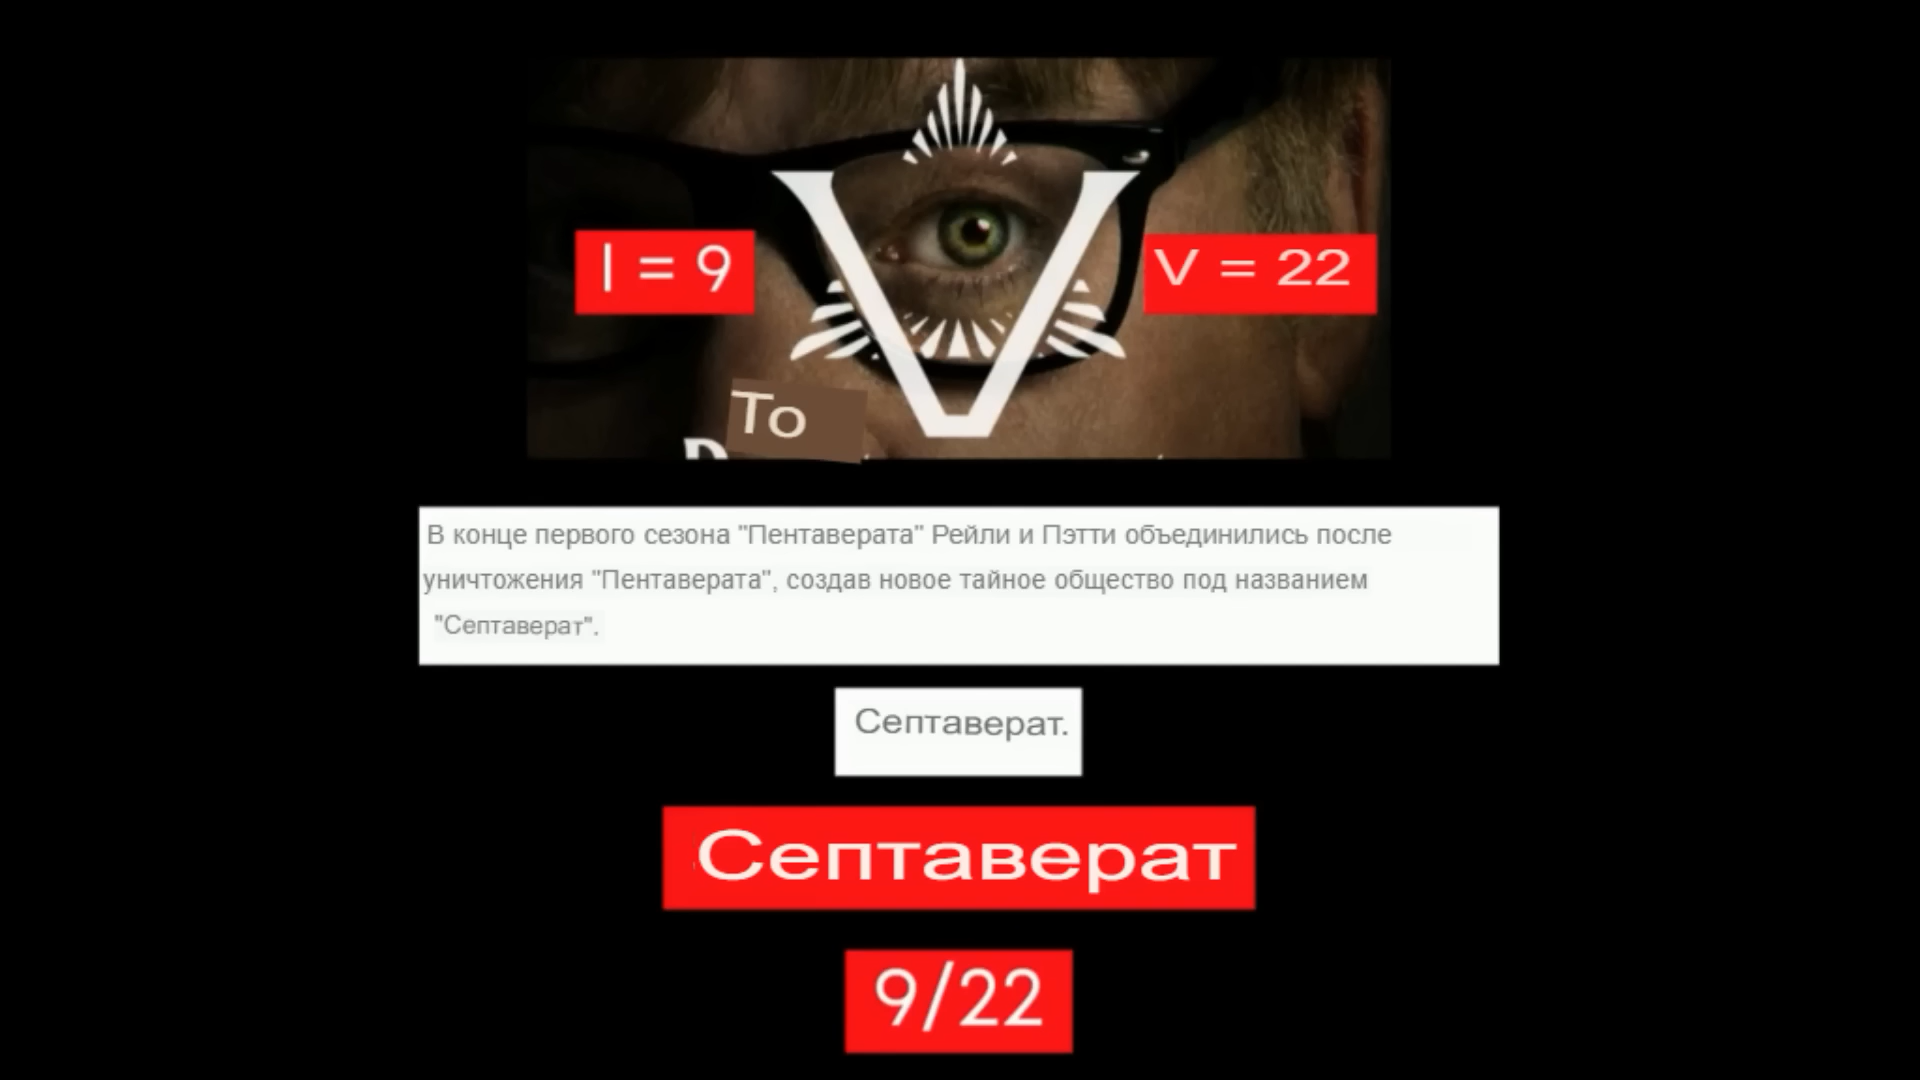 V
I = 9
V = 22
То
В конце первого сезона "Пентаверата" Рейли и Пэтти объединились после
уничтожения "Пентаверата", создав новое тайное общество под названием
"Септаверат".
Септаверат.
Септаверат
9/22